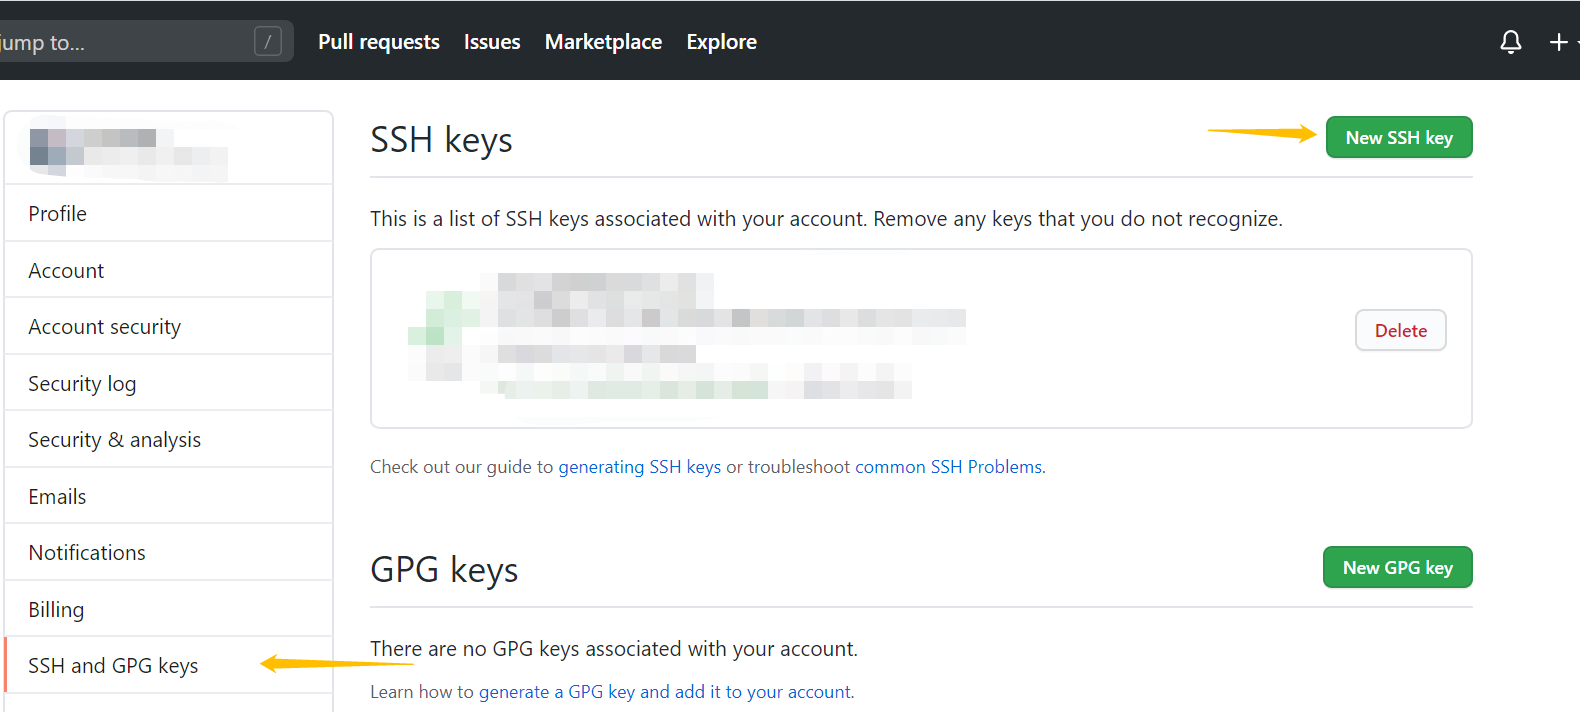 jump to... /
Pull requests Issues Marketplace Explore
Profile
Account
Account security
Security log
Security & analysis
Emails
Notifications
Billing
SSH and GPG keys
SSH keys
New SSH key
This is a list of SSH keys associated with your account. Remove any keys that you do not recognize.
Delete
Check out our guide to generating SSH keys or troubleshoot common SSH Problems.
GPG keys
New GPG key
There are no GPG keys associated with your account.
Learn how to generate a GPG key and add it to your account.